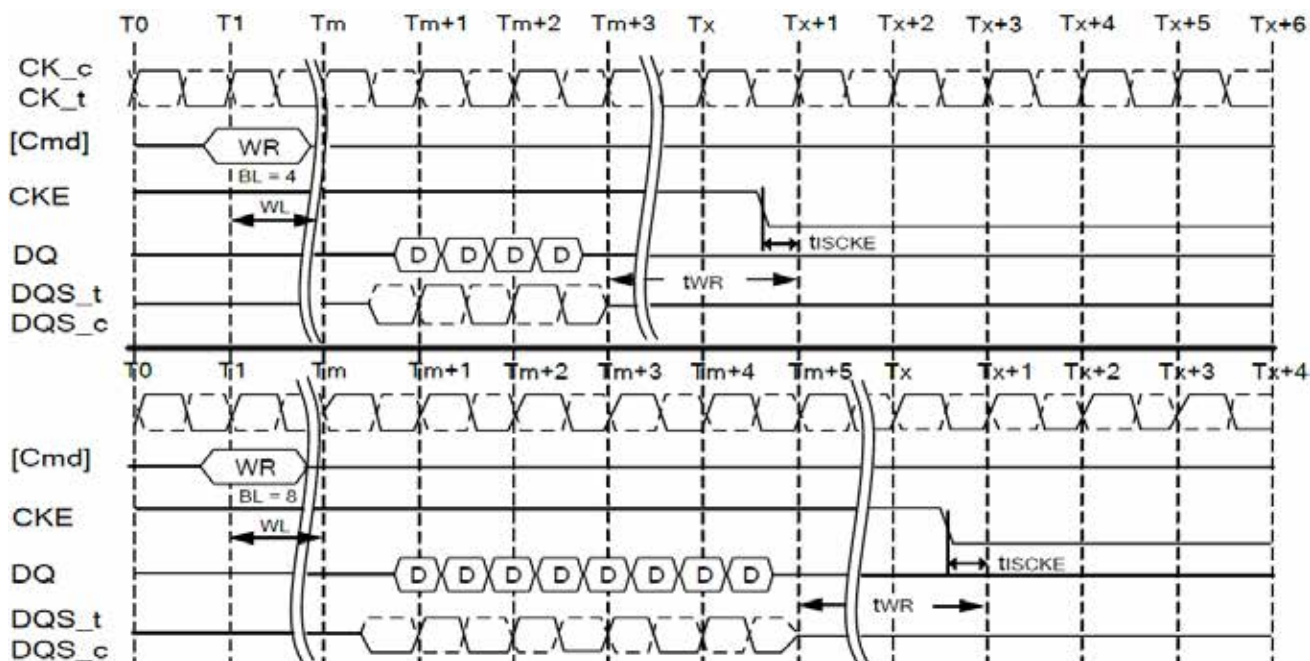 T0 T1 Tm Tm+1 Tm+2 Tm+3 Tx Tx+1 Tx+2 Tx+3 Tx+4 Tx+5 Tx+6
CK_c
CK_t
[Cmd] WR
BL = 4
CKE
WL
tISCKE
DQ D D D D
tWR
DQS_t
DQS_c
T0 T1 Tm Tm+1 Tm+2 Tm+3 Tm+4 Tm+5 Tx Tx+1 Tx+2 Tx+3 Tx+4
[Cmd] WR
BL = 8
CKE
WL
tISCKE
DQ D D D D D D D D
tWR
DQS_t
DQS_c